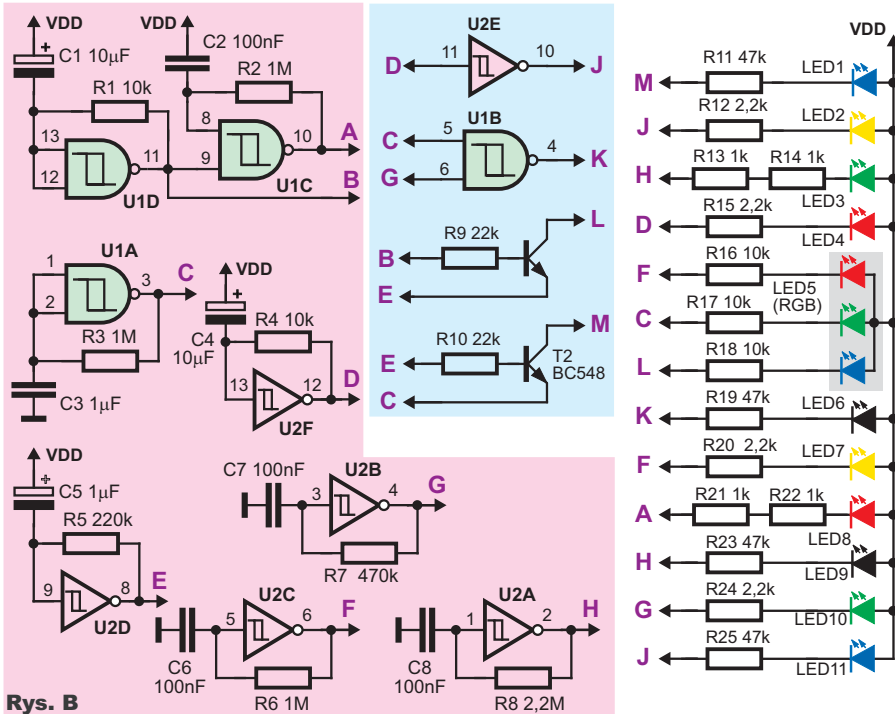 VDD
C1 10µF
R1 10k
13
12
11
U1D
VDD
C2 100nF
R2 1M
8
9
10
U1C
A
B
U1A
1
2
3
C
R3 1M
C3 1µF
VDD
C4
10µF
R4 10k
13
12
D
U2F
VDD
C5 1µF
R5 220k
9
8
E
U2D
C7 100nF
U2B
3
4
G
R7 470k
U2C
5
6
F
C6
100nF
R6 1M
U2A
1
2
H
C8
100nF
R8 2,2M
Rys. B
U2E
D
11
10
J
C
5
U1B
4
K
G
6
L
B
R9 22k
E
M
E
R10 22k
T2
BC548
C
VDD
M
R11 47k
LED1
J
R12 2,2k
LED2
H
R13 1k
R14 1k
LED3
D
R15 2,2k
LED4
F
R16 10k
LED5
(RGB)
C
R17 10k
L
R18 10k
K
R19 47k
LED6
F
R20 2,2k
LED7
A
R21 1k
R22 1k
LED8
H
R23 47k
LED9
G
R24 2,2k
LED10
J
R25 47k
LED11